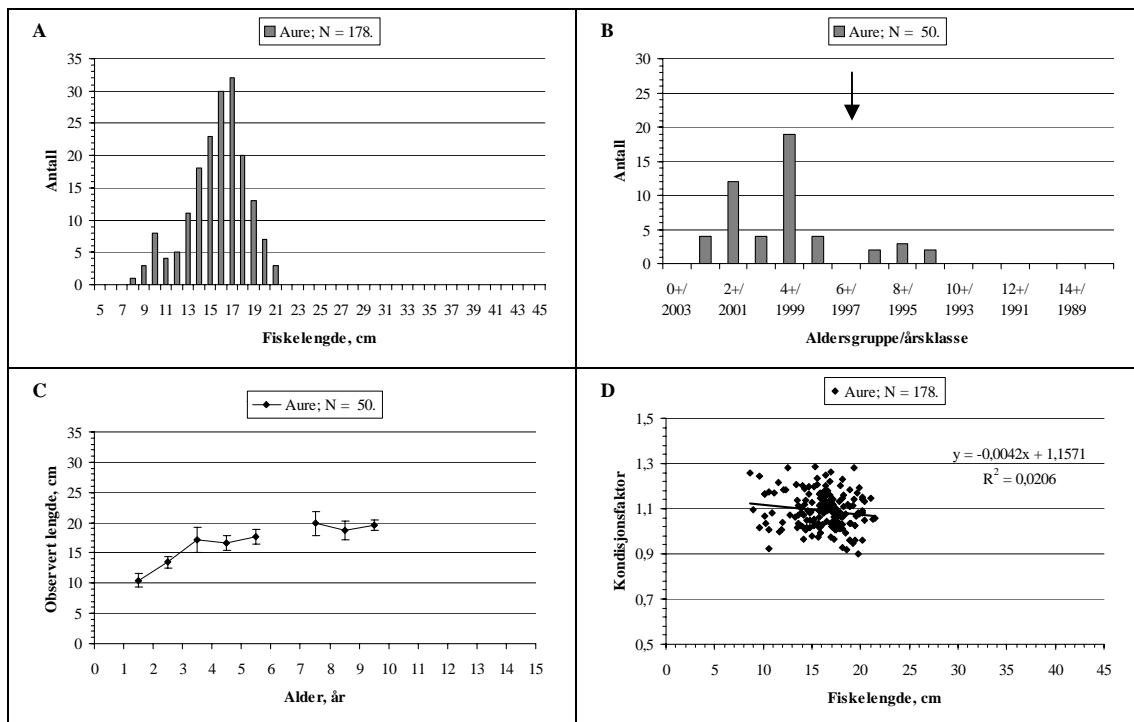 A
Aure; N = 178.
Antall
35
30
25
20
15
10
5
0
5 7 9 11 13 15 17 19 21 23 25 27 29 31 33 35 37 39 41 43 45
Fiskelengde, cm
B
Aure; N = 50.
Antall
30
25
20
15
10
5
0
0+/ 2+/ 4+/ 6+/ 8+/ 10+/ 12+/ 14+/
2003 2001 1999 1997 1995 1993 1991 1989
Aldersgruppe/årsklasse
C
Aure; N = 50.
Observert lengde, cm
35
30
25
20
15
10
5
0
0 1 2 3 4 5 6 7 8 9 10 11 12 13 14 15
Alder, år
D
Aure; N = 178.
Kondisjonsfaktor
1,5
1,3
1,1
0,9
0,7
0,5
y = -0,0042x + 1,1571
R² = 0,0206
0 5 10 15 20 25 30 35 40 45
Fiskelengde, cm